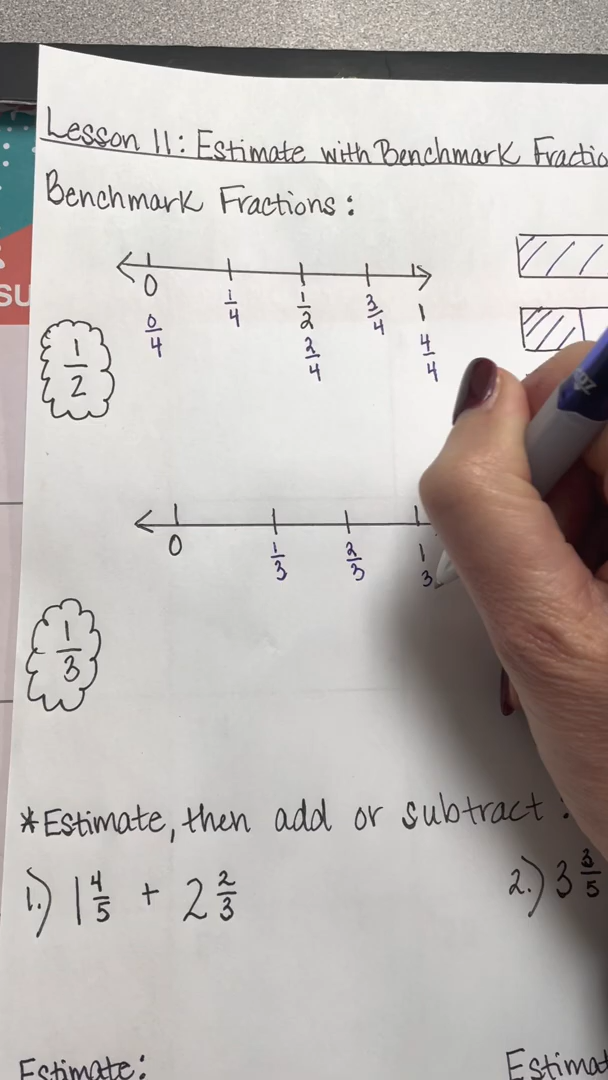 Lesson 11: Estimate with Benchmark
Benchmark Fractions:
0 1/4 1/2 3/4 1
0/4 2/4 4/4
1/2
0 1/3 2/3 1
3
1/3
*Estimate, then add or subtract:
1.) 1 4/5 + 2 2/3
2.) 3 3/5
Estimate: